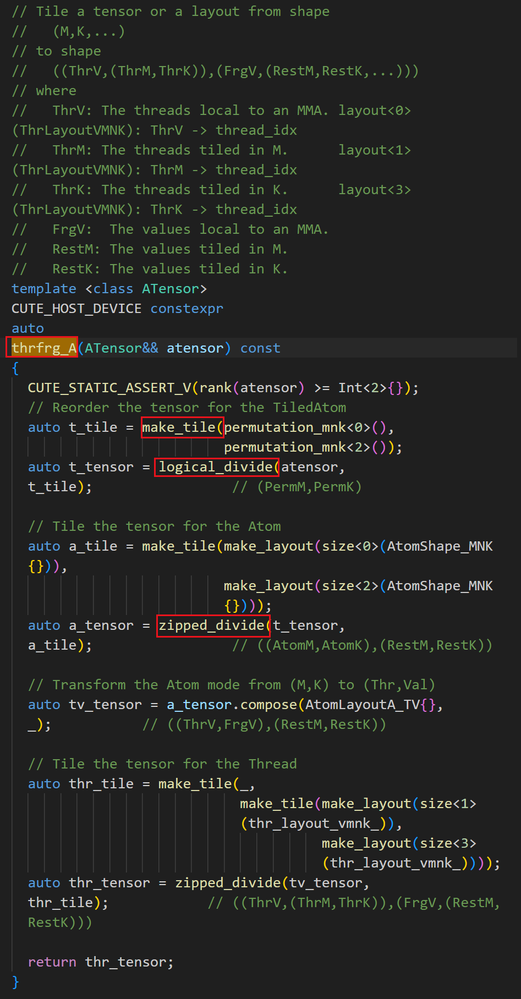 // Tile a tensor or a layout from shape
//   (M,K,...)
// to shape
//   ((ThrV,(ThrM,ThrK)),(FrgV,(RestM,RestK,...)))
// where
//   ThrV: The threads local to an MMA. layout<0>
(ThrLayoutVMNK): ThrV -> thread_idx
//   ThrM: The threads tiled in M.      layout<1>
(ThrLayoutVMNK): ThrM -> thread_idx
//   ThrK: The threads tiled in K.      layout<3>
(ThrLayoutVMNK): ThrK -> thread_idx
//   FrgV:  The values local to an MMA.
//   RestM: The values tiled in M.
//   RestK: The values tiled in K.
template <class ATensor>
CUTE_HOST_DEVICE constexpr
auto
thrfrg_A(ATensor&& atensor) const
{
  CUTE_STATIC_ASSERT_V(rank(atensor) >= Int<2>{});
  // Reorder the tensor for the TiledAtom
  auto t_tile = make_tile(permutation_mnk<0>(),
                          permutation_mnk<2>());
  auto t_tensor = logical_divide(atensor,
  t_tile);                 // (PermM,PermK)

  // Tile the tensor for the Atom
  auto a_tile = make_tile(make_layout(size<0>(AtomShape_MNK
  {})),
                          make_layout(size<2>(AtomShape_MNK
                          {})));
  auto a_tensor = zipped_divide(t_tensor,
  a_tile);                 // ((AtomM,AtomK),(RestM,RestK))

  // Transform the Atom mode from (M,K) to (Thr,Val)
  auto tv_tensor = a_tensor.compose(AtomLayoutA_TV{},
  _);           // ((ThrV,FrgV),(RestM,RestK))

  // Tile the tensor for the Thread
  auto thr_tile = make_tile(_,
                            make_tile(make_layout(size<1>
                            (thr_layout_vmnk_)),
                                      make_layout(size<3>
                                      (thr_layout_vmnk_))));
  auto thr_tensor = zipped_divide(tv_tensor,
  thr_tile);            // ((ThrV,(ThrM,ThrK)),(FrgV,(RestM,
  RestK)))

  return thr_tensor;
}